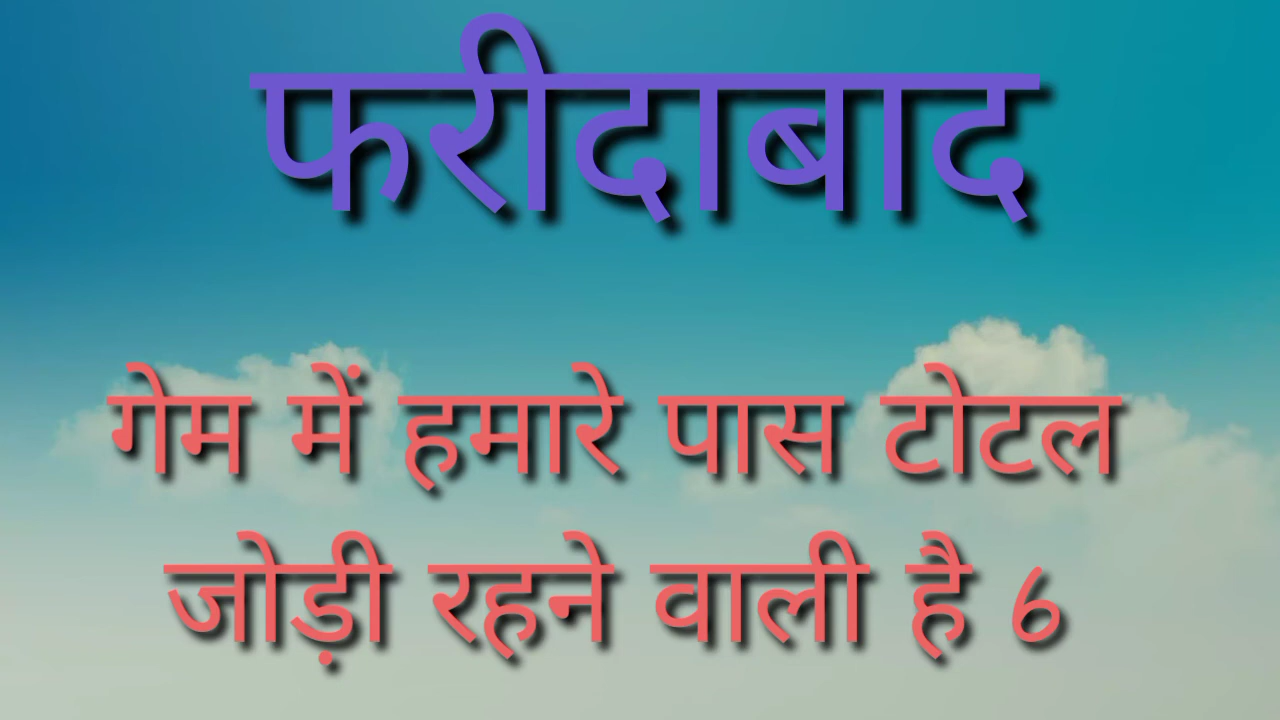 फरीदाबाद
गेम में हमारे पास टोटल
जोड़ी रहने वाली है 6